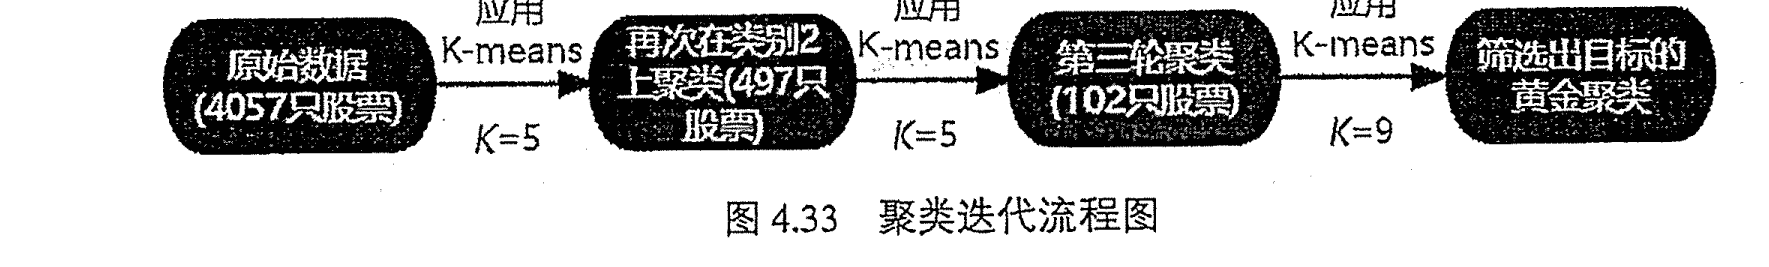 原始数据
(4057只股票)
应用
K-means
K=5
再次在类别2
上聚类(497只
股票)
应用
K-means
K=5
第三轮聚类
(102只股票)
应用
K-means
K=9
筛选出目标的
黄金聚类
图 4.33 聚类迭代流程图